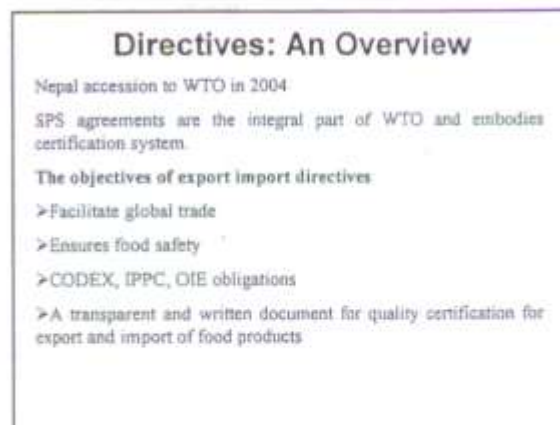 Directives: An Overview
Nepal accession to WTO in 2004
SPS agreements are the integral part of WTO and embodies
certification system.
The objectives of export import directives
➢Facilitate global trade
➢Ensures food safety
➢CODEX, IPPC, OIE obligations
➢A transparent and written document for quality certification for
export and import of food products